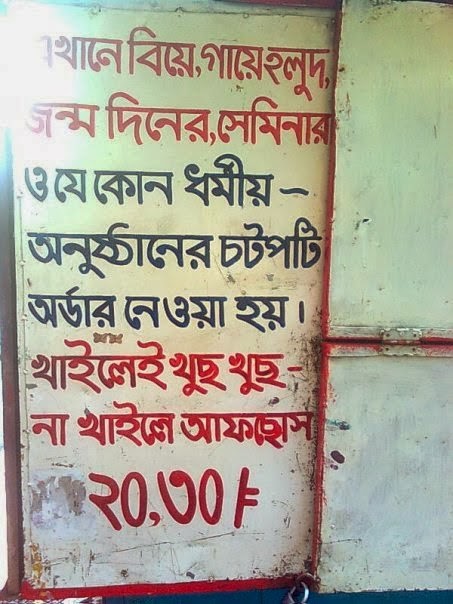 এখানে বিয়ে,গায়ে হলুদ,
জন্ম দিনের,সেমিনার
ও যে কোন ধর্মীয় –
অনুষ্ঠানের চটপটি
অর্ডার নেওয়া হয়।
খাইলেই খুছ খুছ -
না খাইলে আফছোস
২০,৩০৳